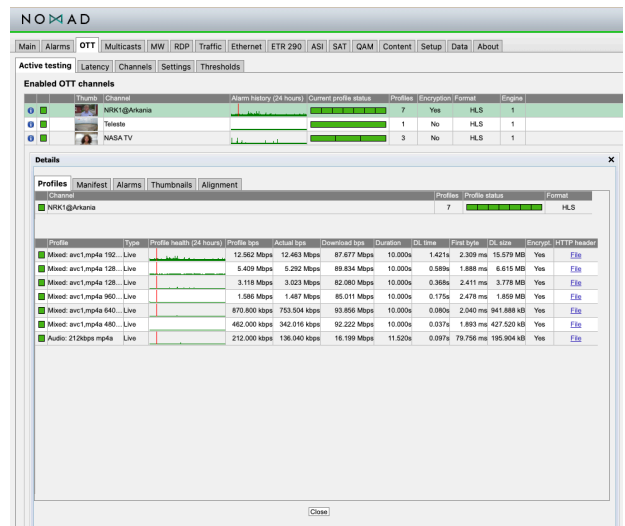 NOMAD
Main Alarms OTT Multicasts MW RDP Traffic Ethernet ETR 290 ASI SAT QAM Content Setup Data About
Active testing Latency Channels Settings Thresholds
Enabled OTT channels
Thumb Channel Alarm history (24 hours) Current profile status Profiles Encryption Format Engine
NRK1@Arkania 7 Yes HLS 1
Teleste 1 No HLS 1
NASA TV 3 No HLS 1
Details X
Profiles Manifest Alarms Thumbnails Alignment
Channel Profiles Profile status Format
NRK1@Arkania 7 HLS
Profile Type Profile health (24 hours) Profile bps Actual bps Download bps Duration DL time First byte DL size Encrypt. HTTP header
Mixed: avc1,mp4a 192... Live 12.562 Mbps 12.463 Mbps 87.677 Mbps 10.000s 1.421s 2.309 ms 15.579 MB Yes File
Mixed: avc1,mp4a 128... Live 5.409 Mbps 5.292 Mbps 89.834 Mbps 10.000s 0.589s 1.888 ms 6.615 MB Yes File
Mixed: avc1,mp4a 128... Live 3.118 Mbps 3.023 Mbps 82.080 Mbps 10.000s 0.368s 2.411 ms 3.778 MB Yes File
Mixed: avc1,mp4a 960... Live 1.586 Mbps 1.487 Mbps 85.011 Mbps 10.000s 0.175s 2.478 ms 1.859 MB Yes File
Mixed: avc1,mp4a 640... Live 870.800 kbps 753.504 kbps 93.856 Mbps 10.000s 0.080s 2.040 ms 941.888 kB Yes File
Mixed: avc1,mp4a 480... Live 462.000 kbps 342.016 kbps 92.222 Mbps 10.000s 0.037s 1.893 ms 427.520 kB Yes File
Audio: 212kbps mp4a Live 212.000 kbps 136.040 kbps 16.199 Mbps 11.520s 0.097s 79.756 ms 195.904 kB Yes File
Close